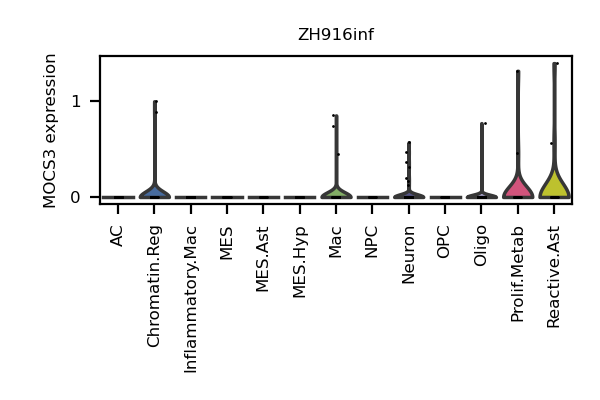 ZH916inf
MOCS3 expression
1
0
AC
Chromatin.Reg
Inflammatory.Mac
MES
MES.Ast
MES.Hyp
Mac
NPC
Neuron
OPC
Oligo
Prolif.Metab
Reactive.Ast